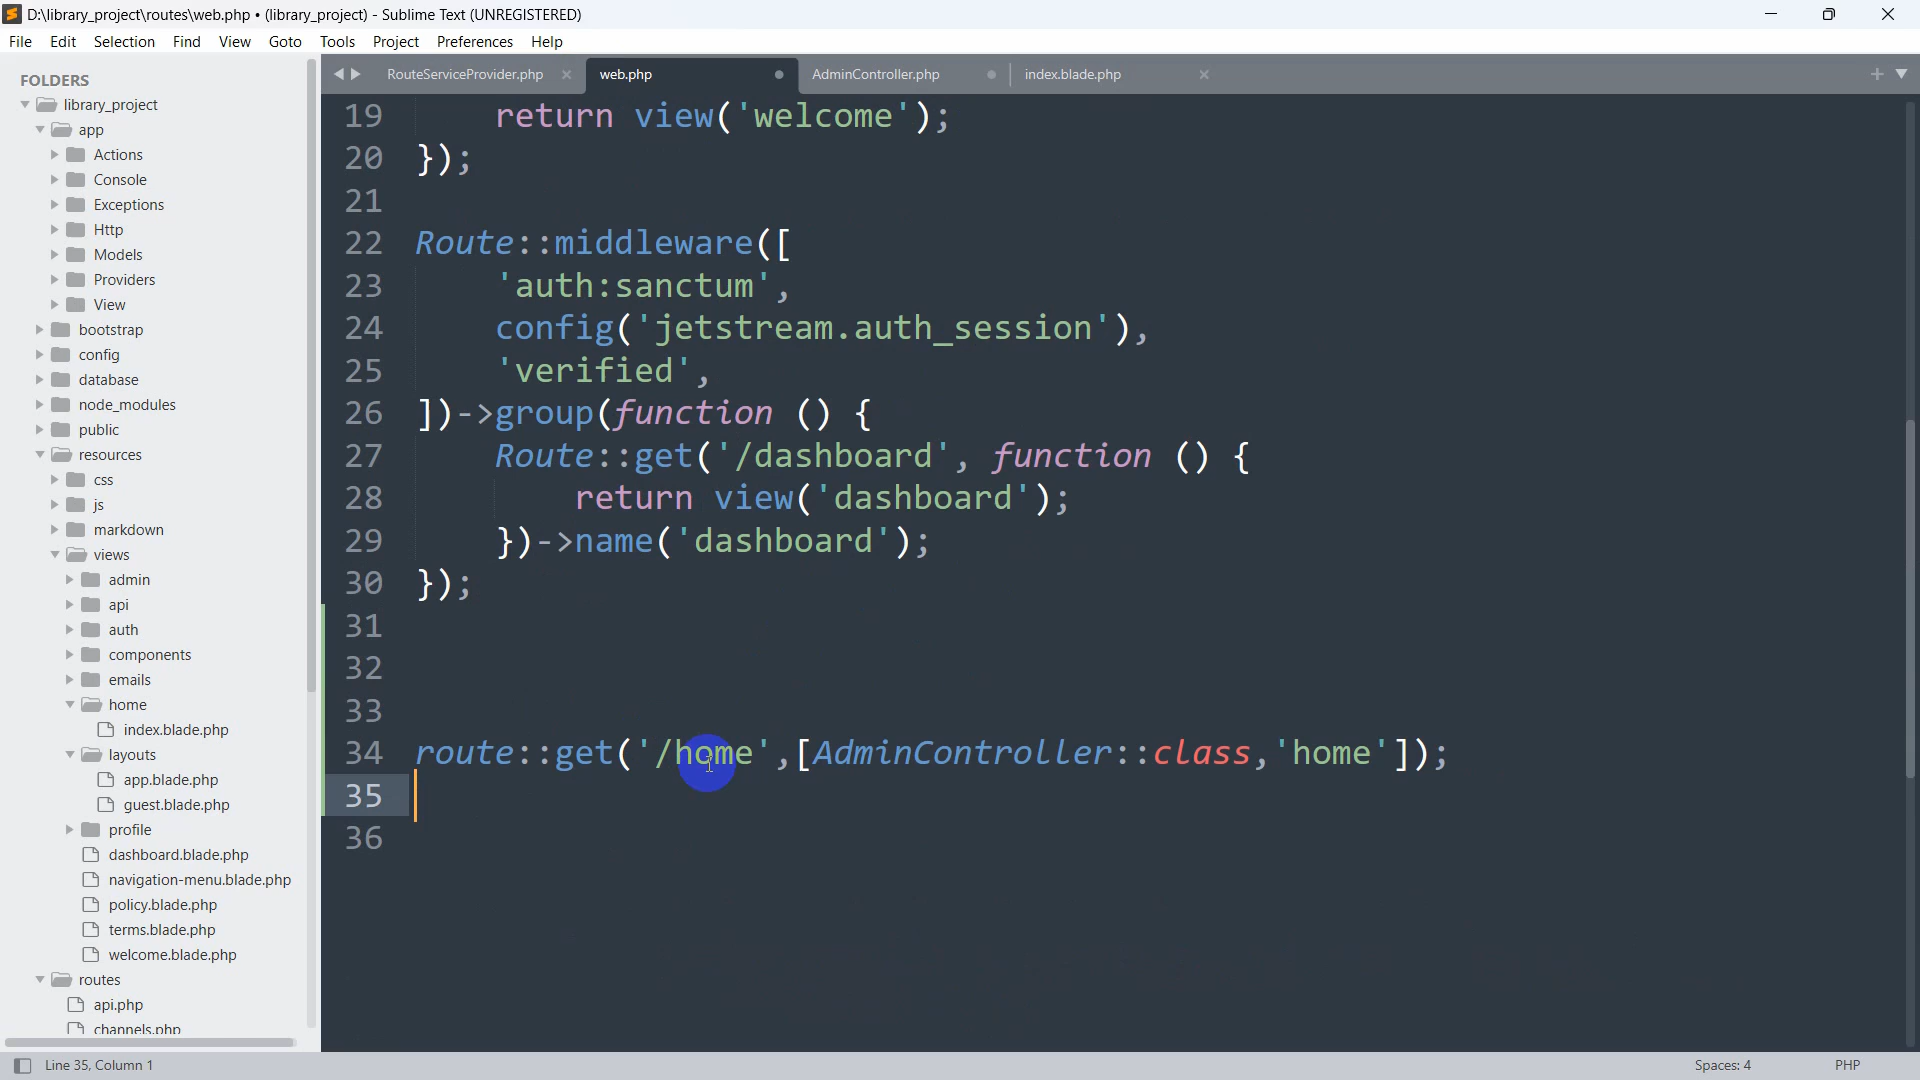 D:\library_project\routes\web.php • (library_project) - Sublime Text (UNREGISTERED)
File Edit Selection Find View Goto Tools Project Preferences Help
FOLDERS
library_project
app
Actions
Console
Exceptions
Http
Models
Providers
View
bootstrap
config
database
node_modules
public
resources
css
js
markdown
views
admin
api
auth
components
emails
home
index.blade.php
layouts
app.blade.php
guest.blade.php
profile
dashboard.blade.php
navigation-menu.blade.php
policy.blade.php
terms.blade.php
welcome.blade.php
routes
api.php
channels.php
RouteServiceProvider.php web.php AdminController.php index.blade.php
19 return view('welcome');
20 });
21
22 Route::middleware([
23 'auth:sanctum',
24 config('jetstream.auth_session'),
25 'verified',
26 ])->group(function () {
27 Route::get('/dashboard', function () {
28 return view('dashboard');
29 })->name('dashboard');
30 });
31
32
33
34 route::get('/home',[AdminController::class,'home']);
35
36
Line 35, Column 1 Spaces: 4 PHP